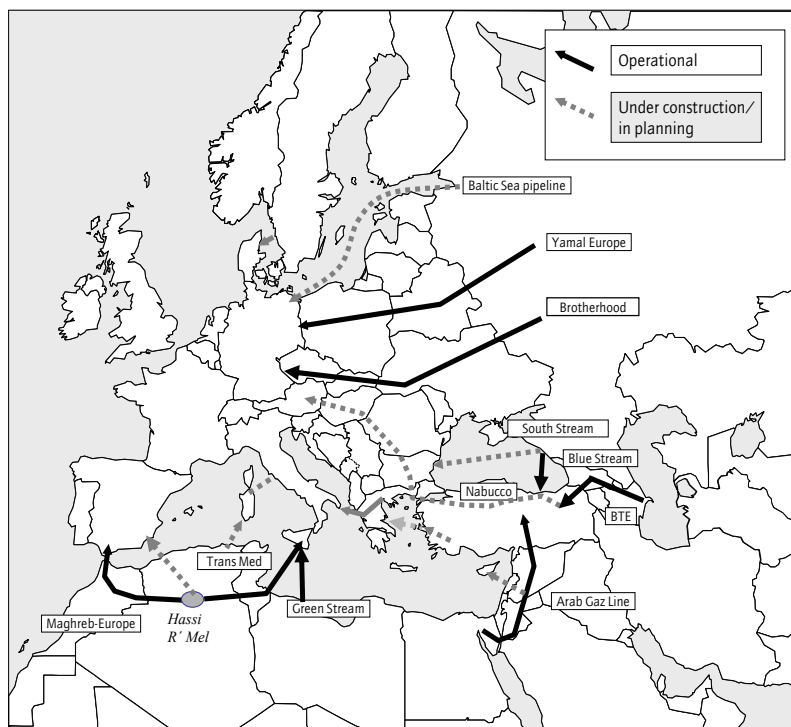 Operational
Under construction/
in planning
Baltic Sea pipeline
Yamal Europe
Brotherhood
South Stream
Blue Stream
Nabucco
BTE
Trans Med
Arab Gaz Line
Green Stream
Maghreb-Europe
Hassi
R´ Mel